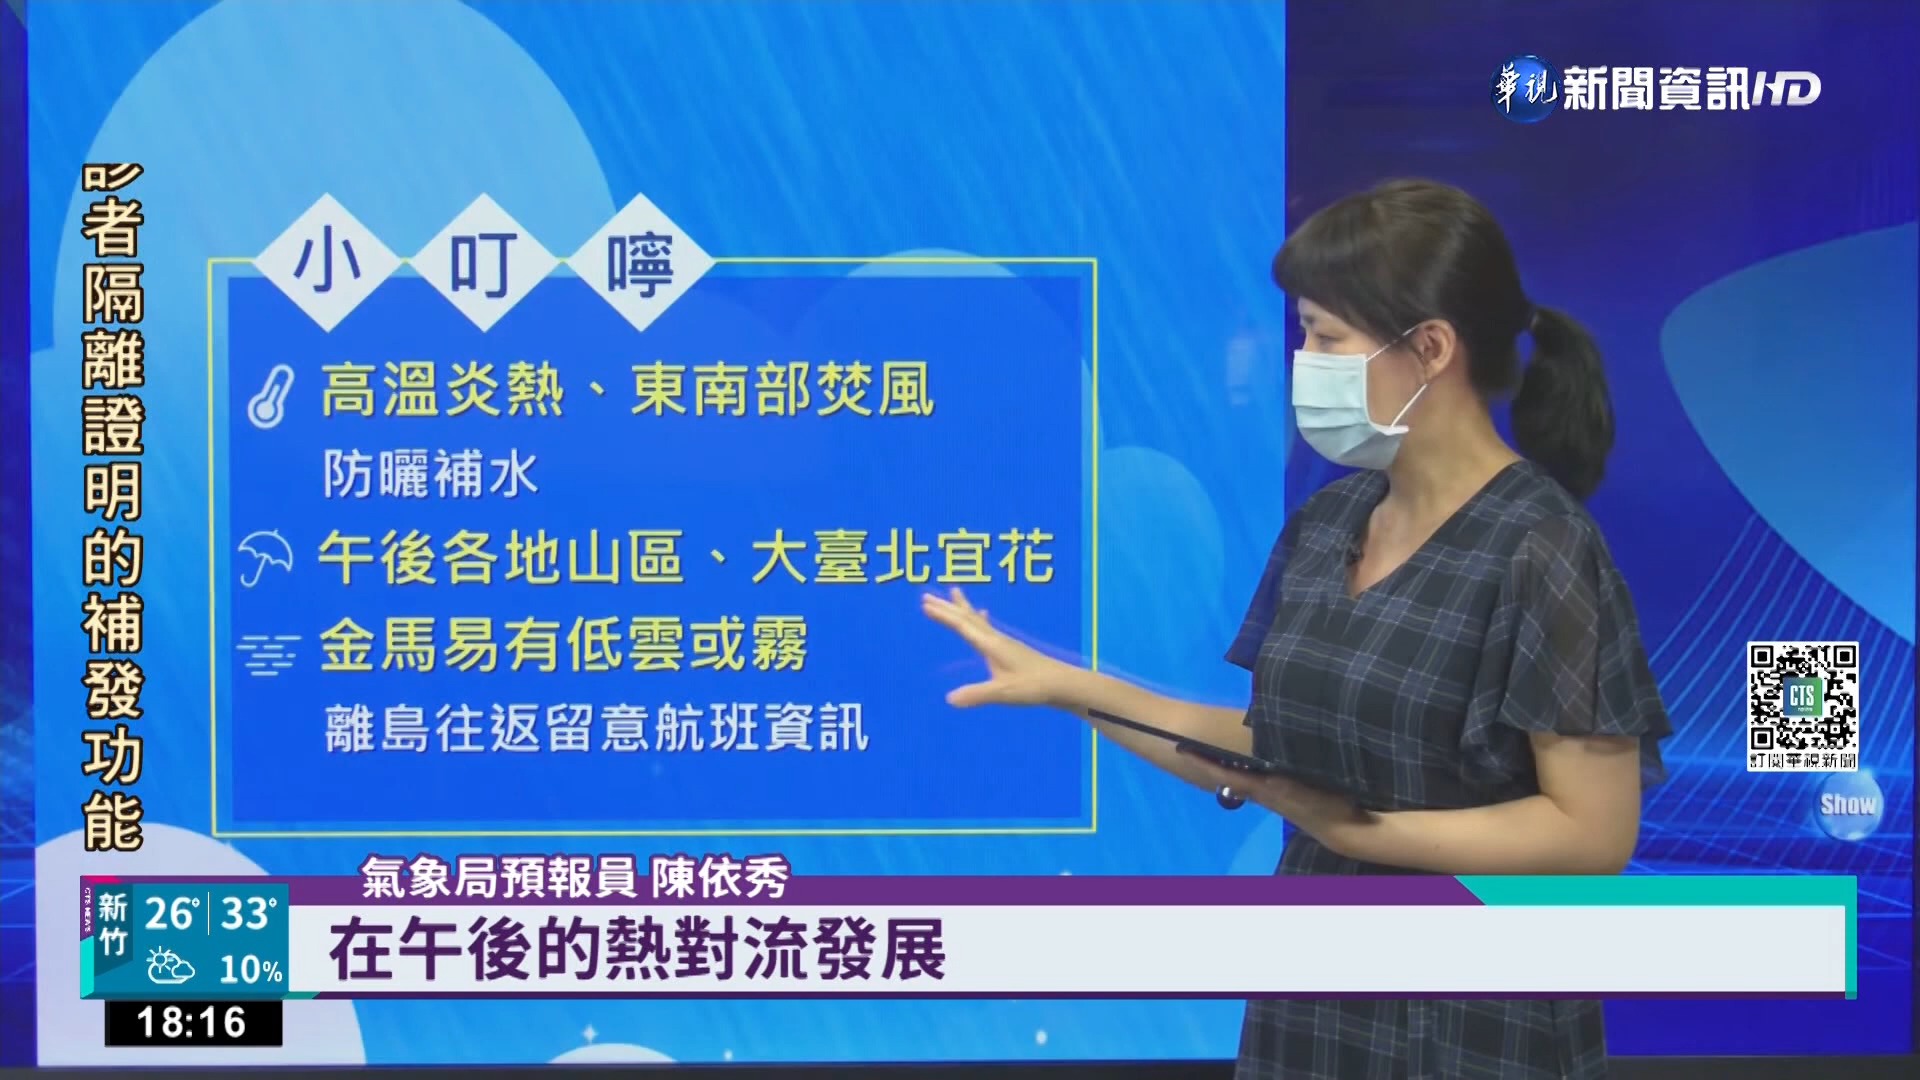 華視 新聞資訊HD
診者隔離證明的補發功能
小叮嚀
高溫炎熱、東南部焚風
防曬補水
午後各地山區、大臺北宜花
金馬易有低雲或霧
離島往返留意航班資訊
CTS
訂閱華視新聞
Show
氣象局預報員 陳依秀
在午後的熱對流發展
CTS NEWS
新竹
26° 33°
10%
18:16